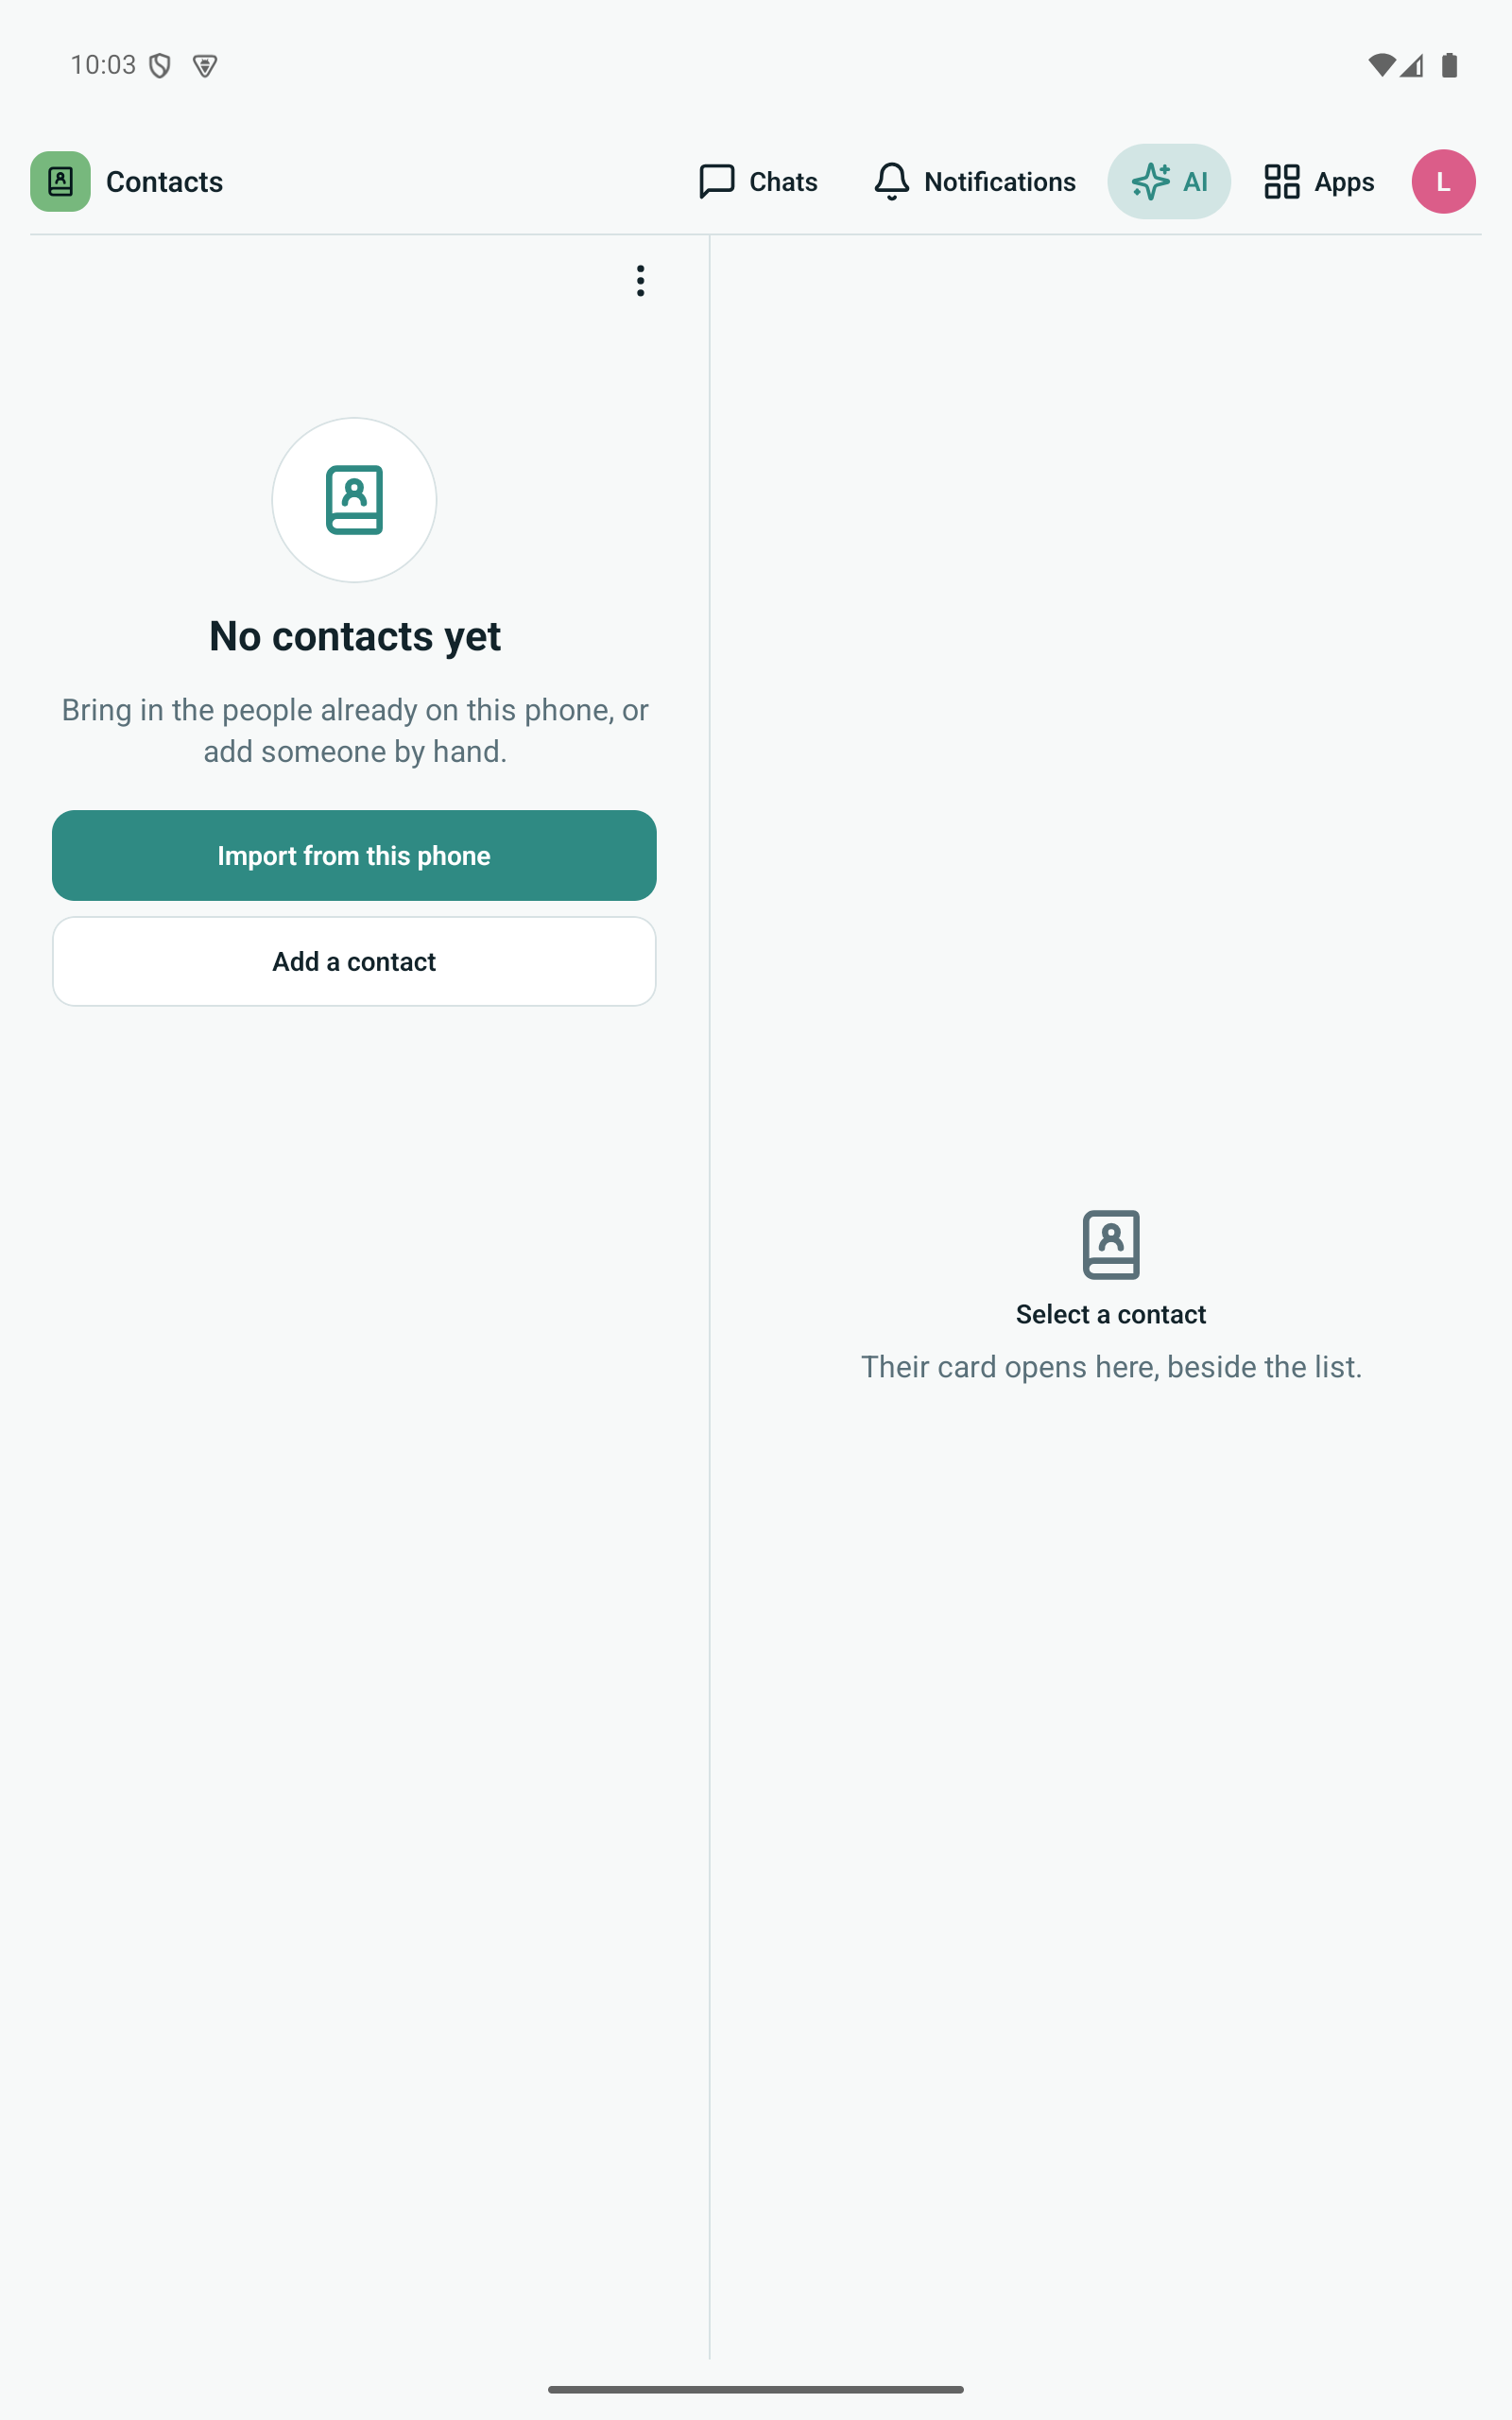 10:03
Contacts
Chats
Notifications
AI
Apps
L
No contacts yet
Bring in the people already on this phone, or
add someone by hand.
Import from this phone
Add a contact
Select a contact
Their card opens here, beside the list.